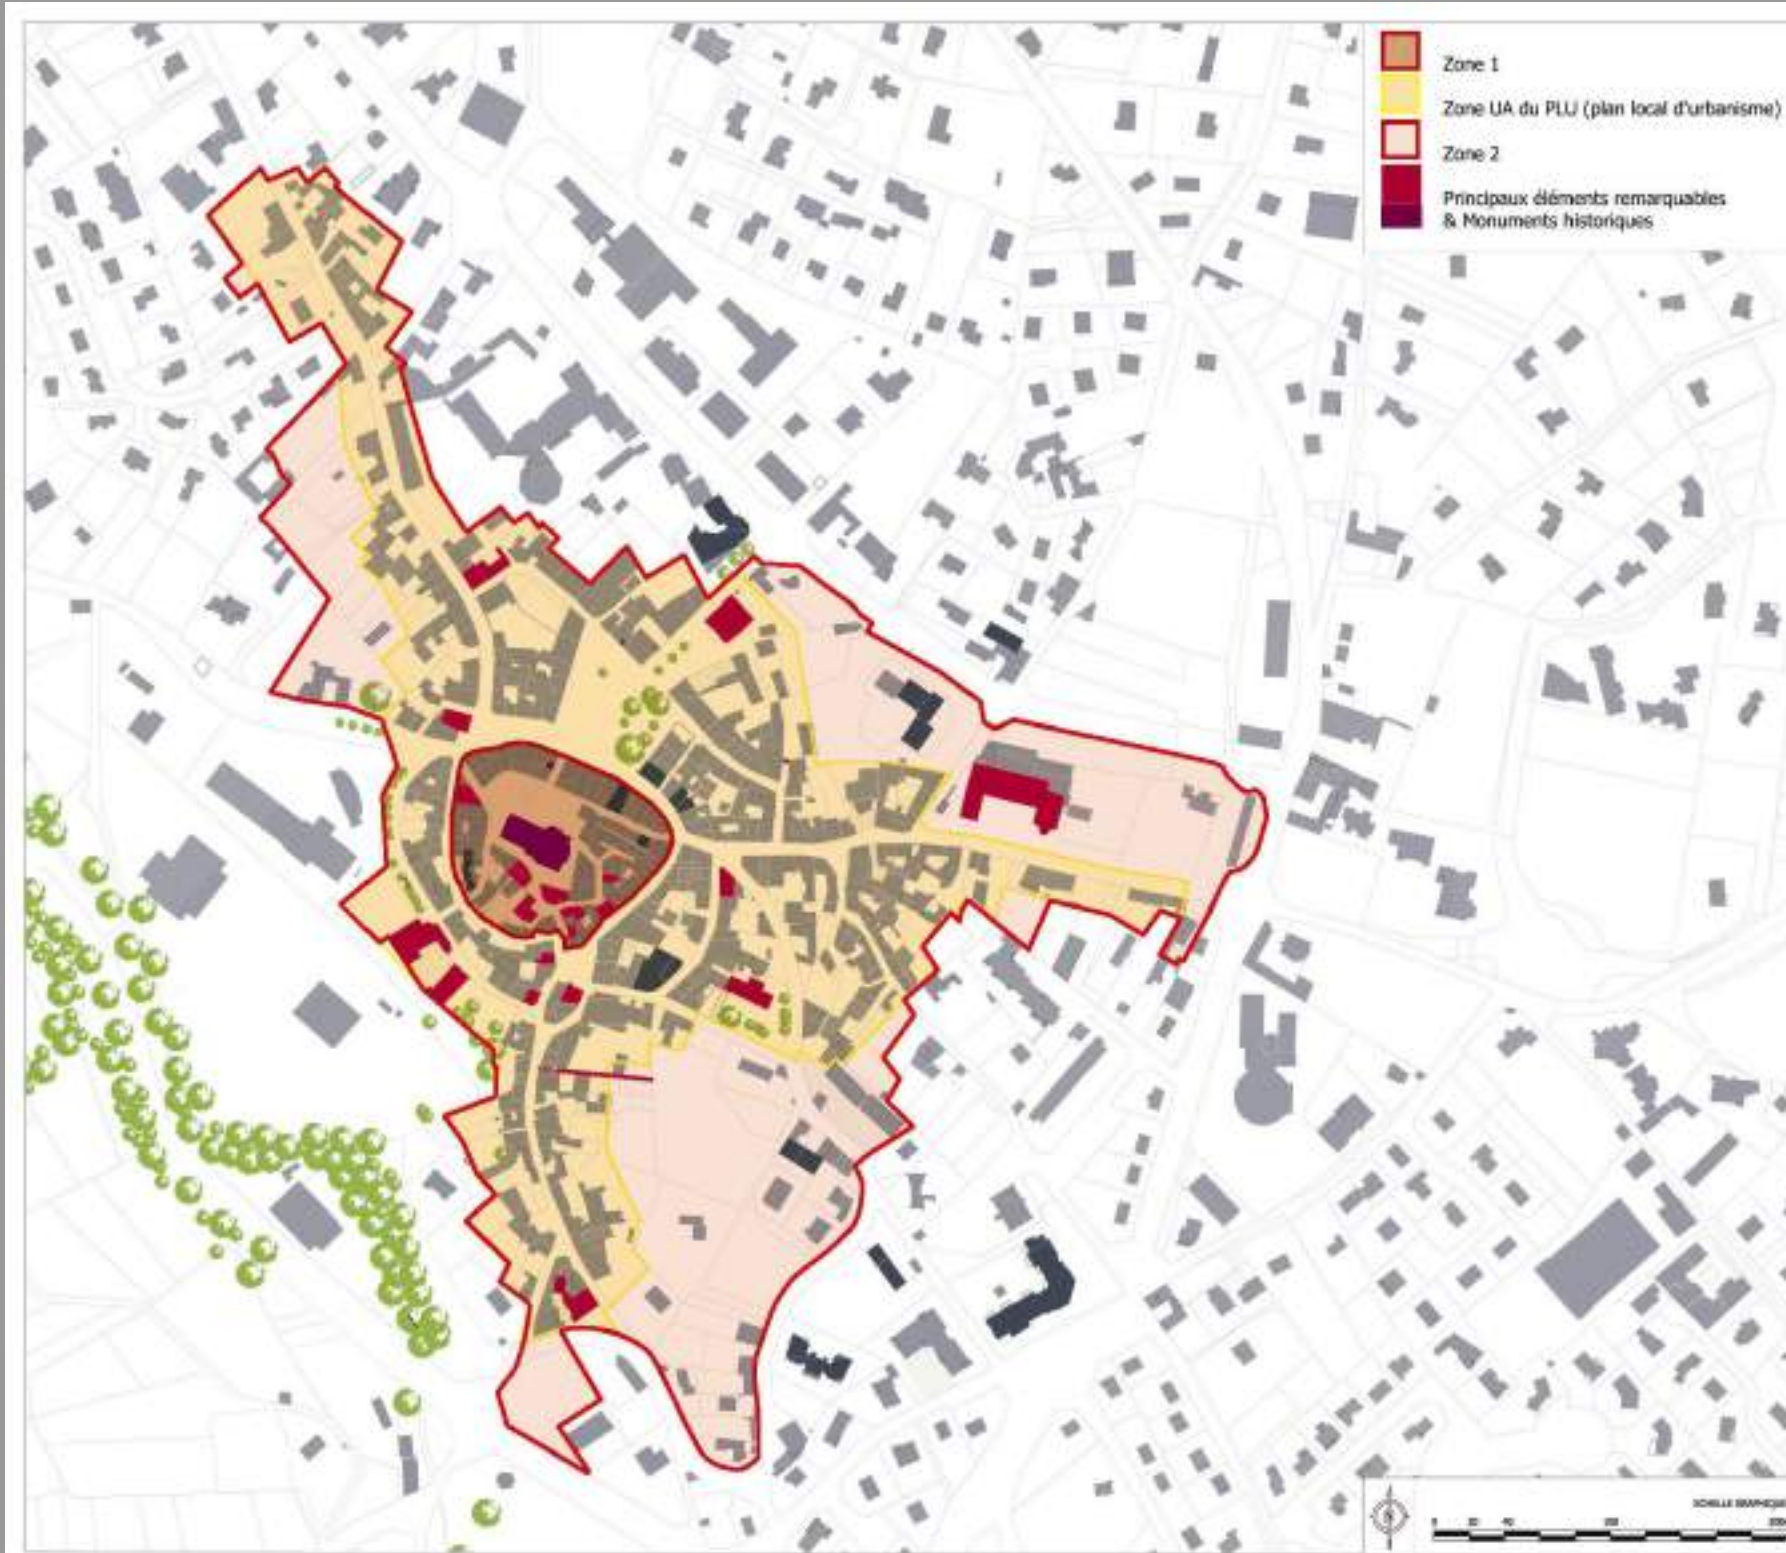 Zone 1
Zone UA du PLU (plan local d'urbanisme)
Zone 2
Principaux éléments remarquables
& Monuments historiques